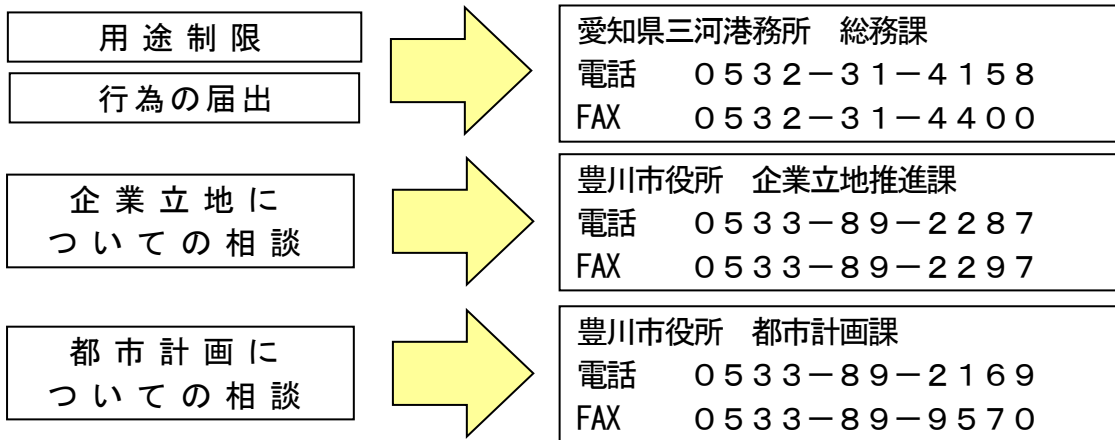 用途制限
行為の届出
愛知県三河港務所　総務課
電話　　０５３２－３１－４１５８
FAX　　０５３２－３１－４４００
企業立地に
ついての相談
豊川市役所　企業立地推進課
電話　　０５３３－８９－２２８７
FAX　　０５３３－８９－２２９７
都市計画に
ついての相談
豊川市役所　都市計画課
電話　　０５３３－８９－２１６９
FAX　　０５３３－８９－９５７０